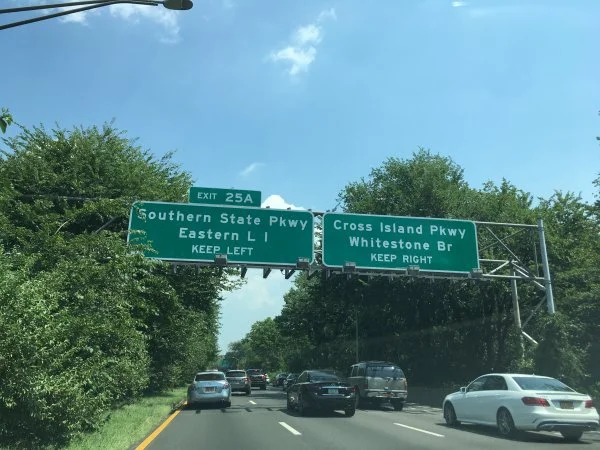 EXIT 25A
Southern State Pkwy
Eastern L I
KEEP LEFT
Cross Island Pkwy
Whitestone Br
KEEP RIGHT